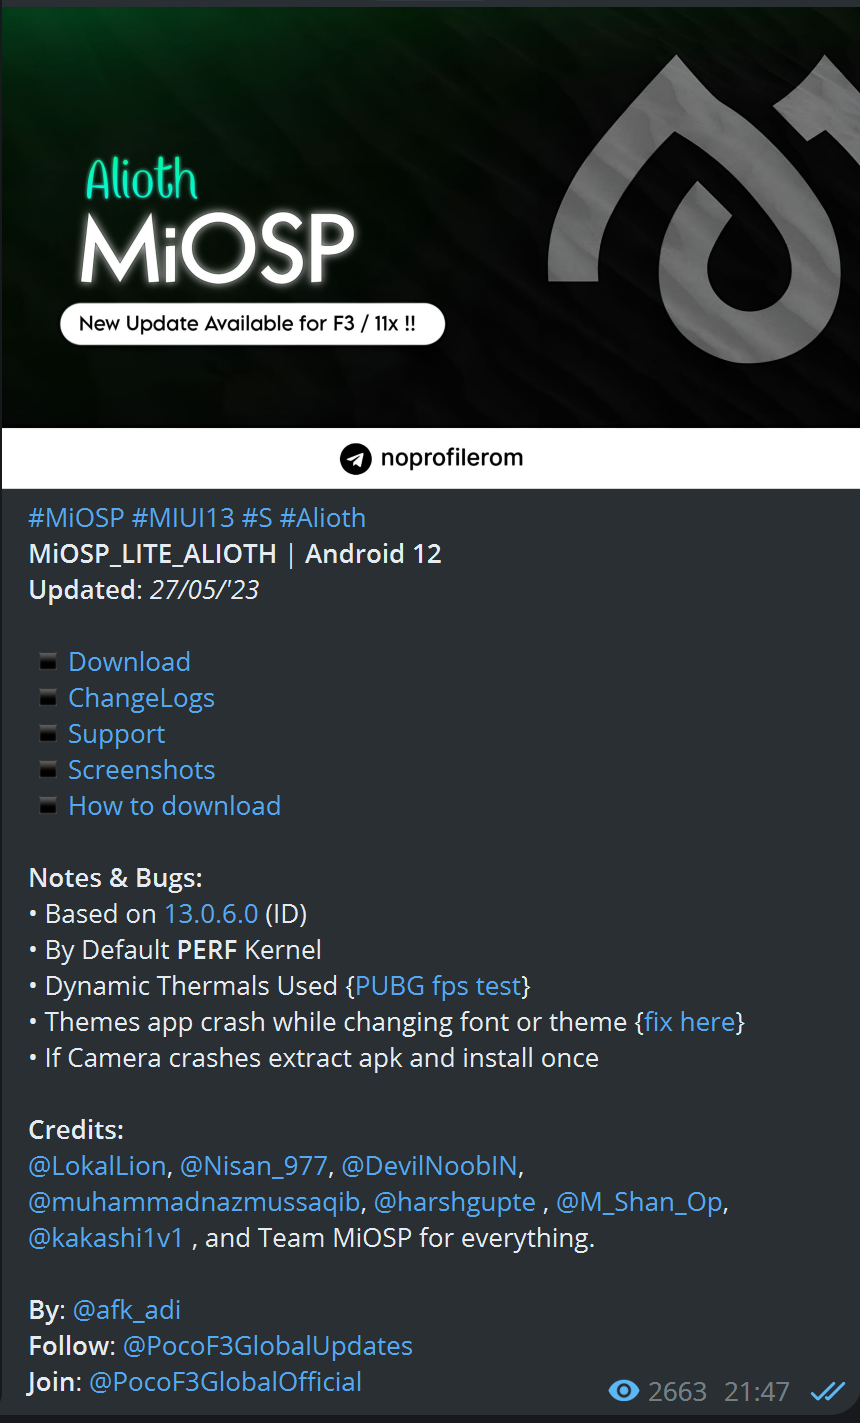 Alioth
MiOSP
New Update Available for F3 / 11x !!
noprofilerom
#MiOSP #MIUI13 #S #Alioth
MiOSP_LITE_ALIOTH | Android 12
Updated: 27/05/'23
Download
ChangeLogs
Support
Screenshots
How to download
Notes & Bugs:
• Based on 13.0.6.0 (ID)
• By Default PERF Kernel
• Dynamic Thermals Used {PUBG fps test}
• Themes app crash while changing font or theme {fix here}
• If Camera crashes extract apk and install once
Credits:
@LokalLion, @Nisan_977, @DevilNoobIN,
@muhammadnazmussaqib, @harshgupte , @M_Shan_Op,
@kakashi1v1 , and Team MiOSP for everything.
By: @afk_adi
Follow: @PocoF3GlobalUpdates
Join: @PocoF3GlobalOfficial
2663 21:47